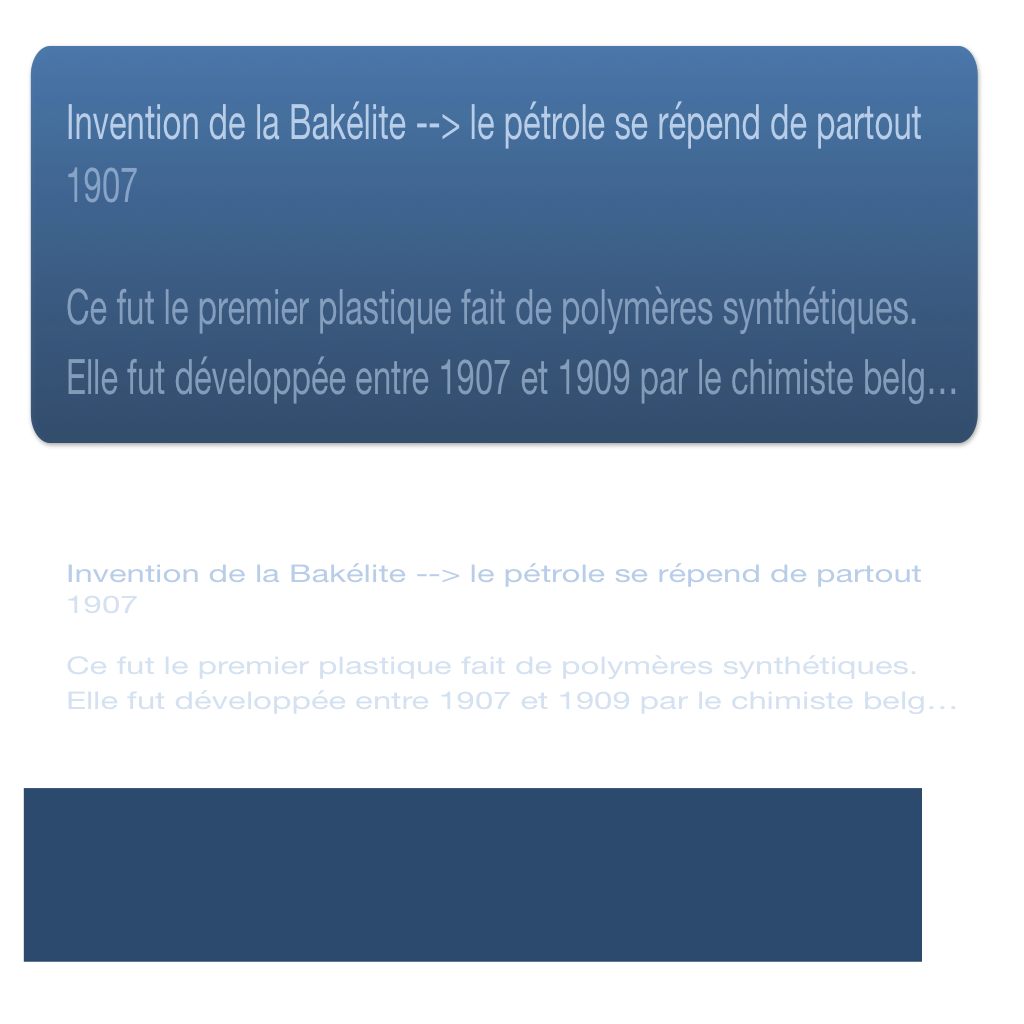 Invention de la Bakélite --> le pétrole se répend de partout
1907
Ce fut le premier plastique fait de polymères synthétiques.
Elle fut développée entre 1907 et 1909 par le chimiste belg...
Invention de la Bakélite --> le pétrole se répend de partout
1907
Ce fut le premier plastique fait de polymères synthétiques.
Elle fut développée entre 1907 et 1909 par le chimiste belg...